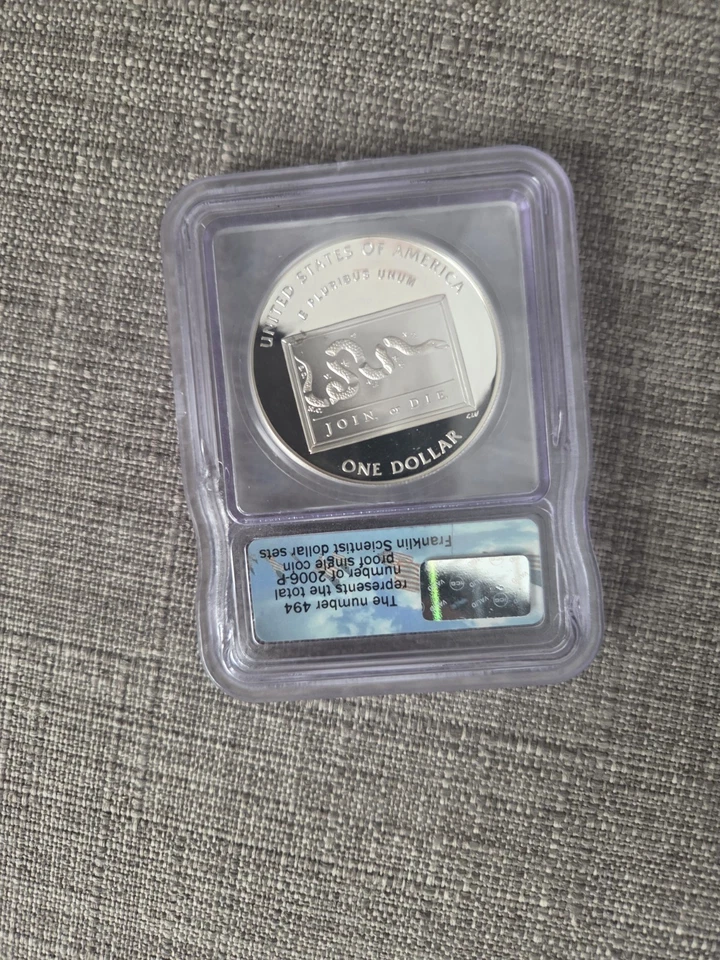 UNITED STATES OF AMERICA
E PLURIBUS UNUM
JOIN, or DIE
ONE DOLLAR
The number 494
represents the total
number of 2006-P
proof single coin
Franklin Scientist dollar sets